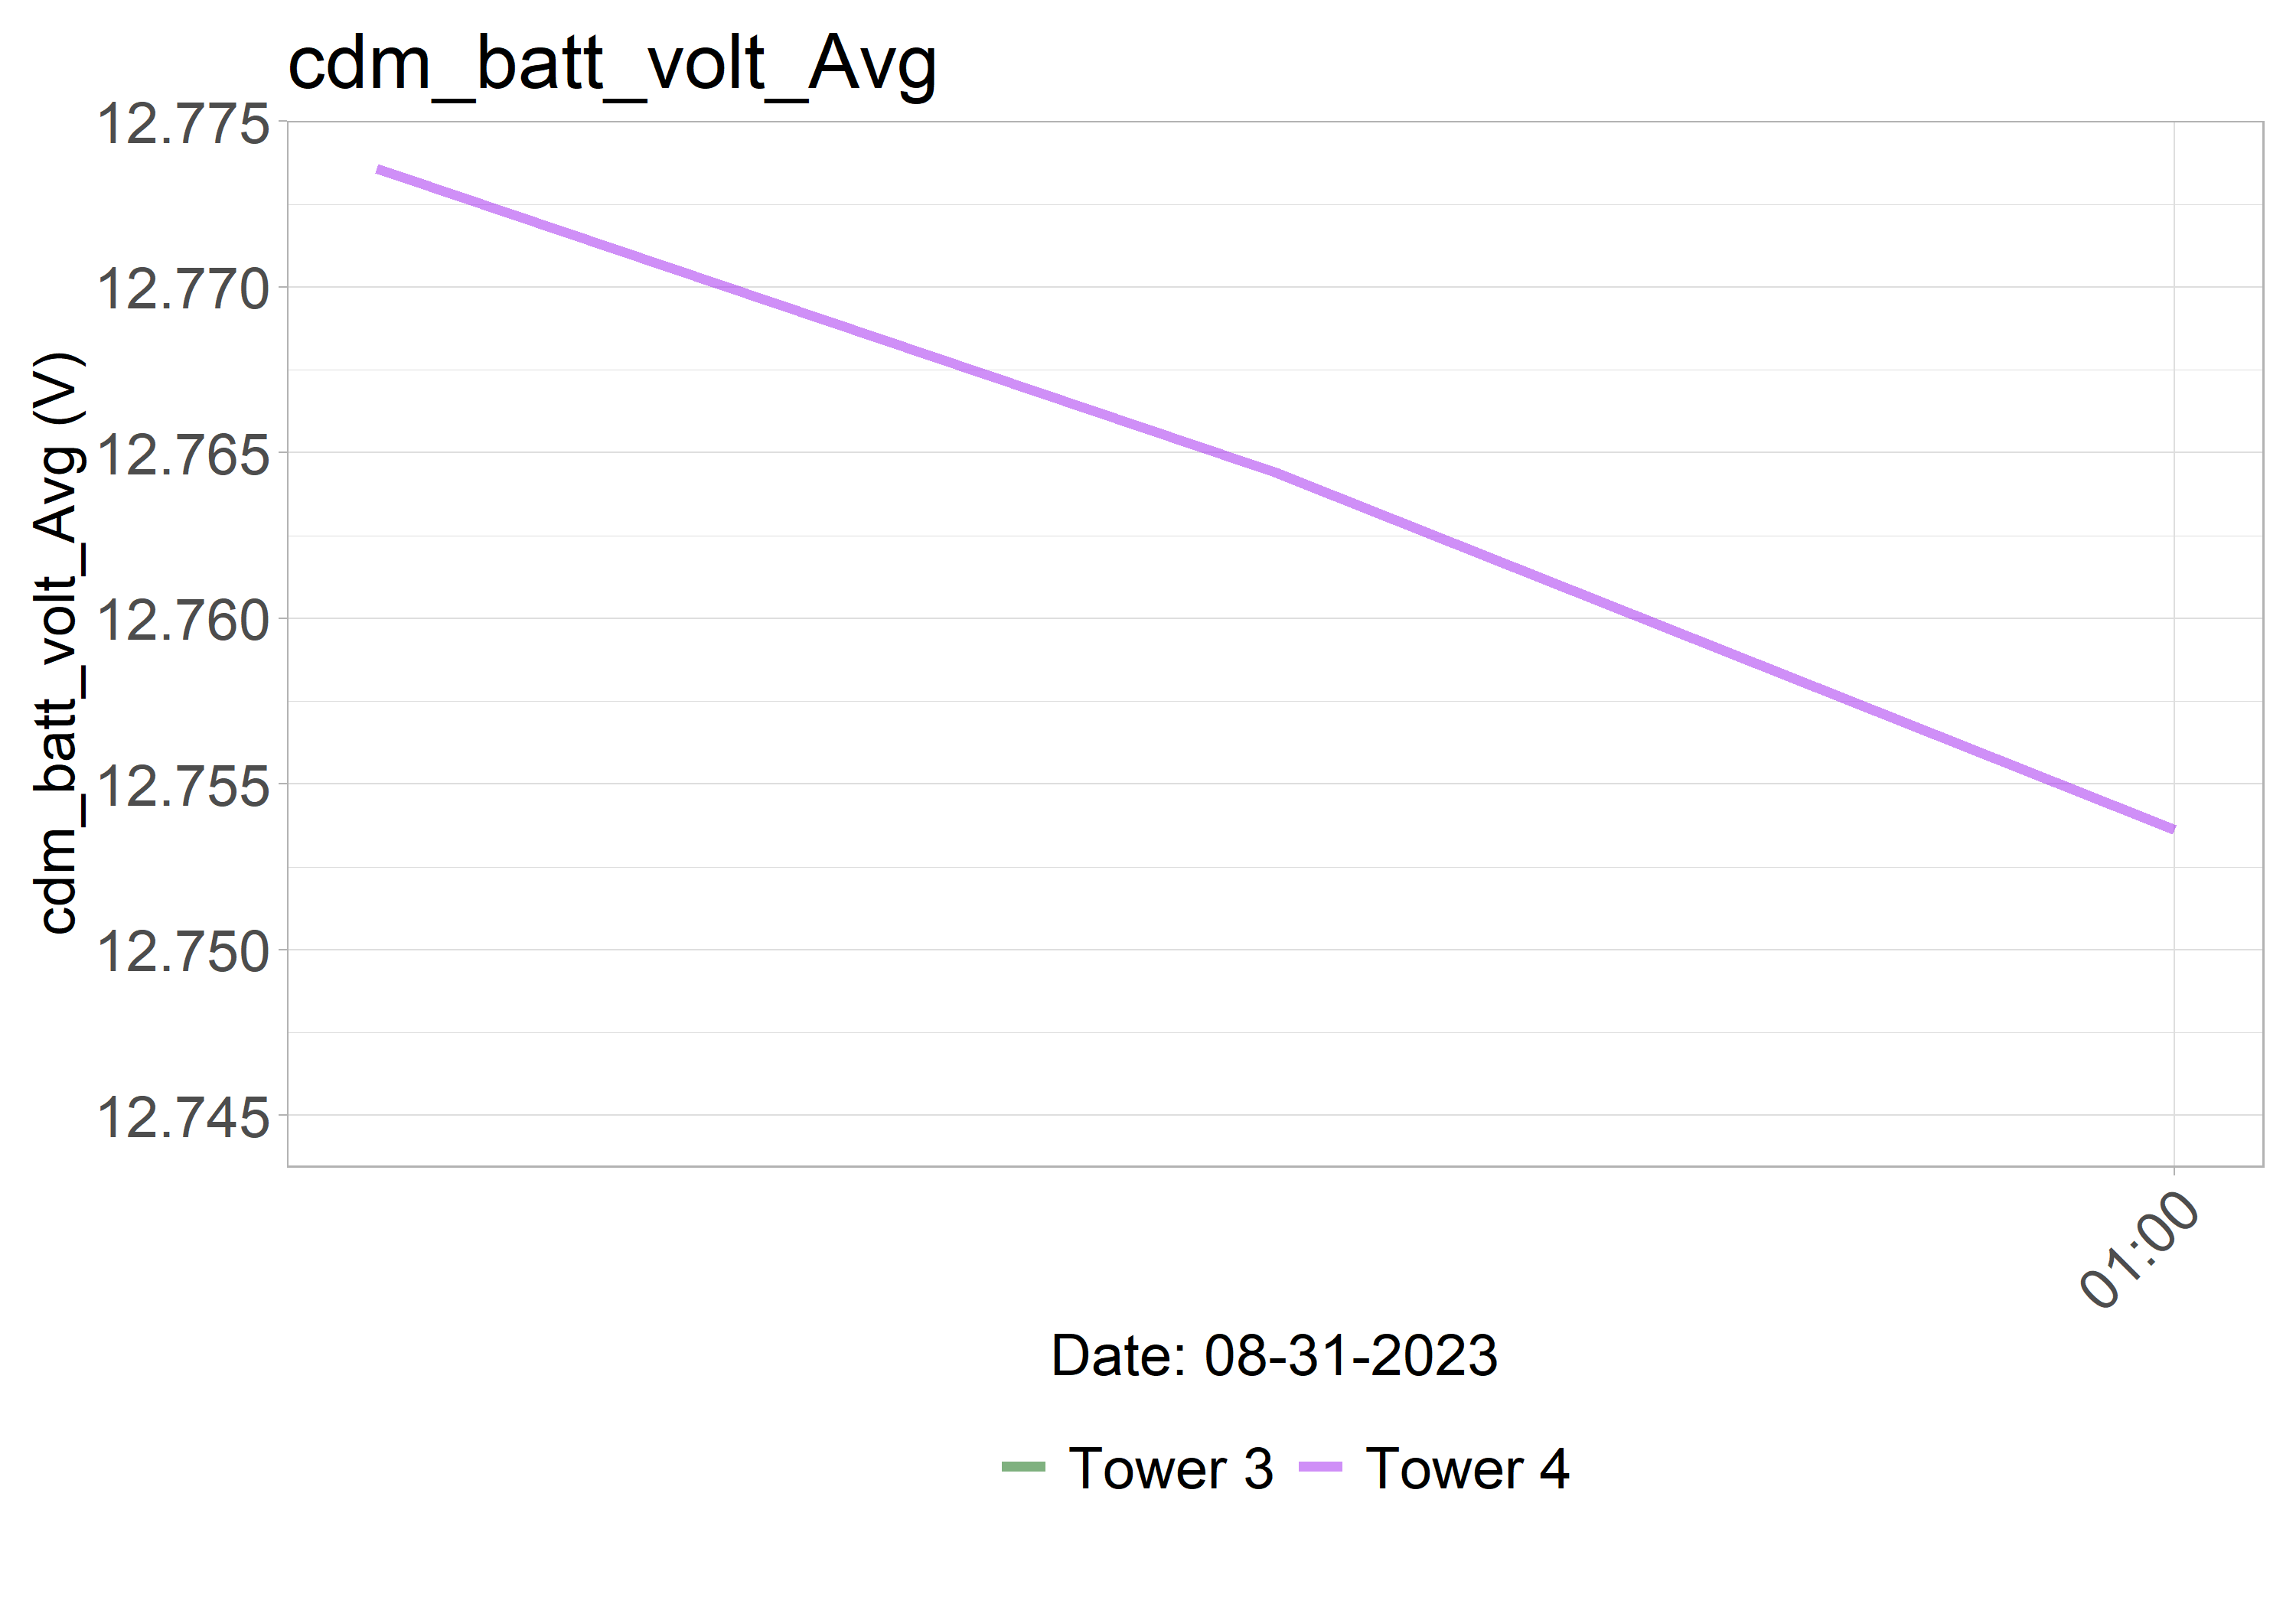 cdm_batt_volt_Avg
12.775
12.770
12.765
12.760
12.755
12.750
12.745
cdm_batt_volt_Avg (V)
01:00
Date: 08-31-2023
Tower 3 Tower 4